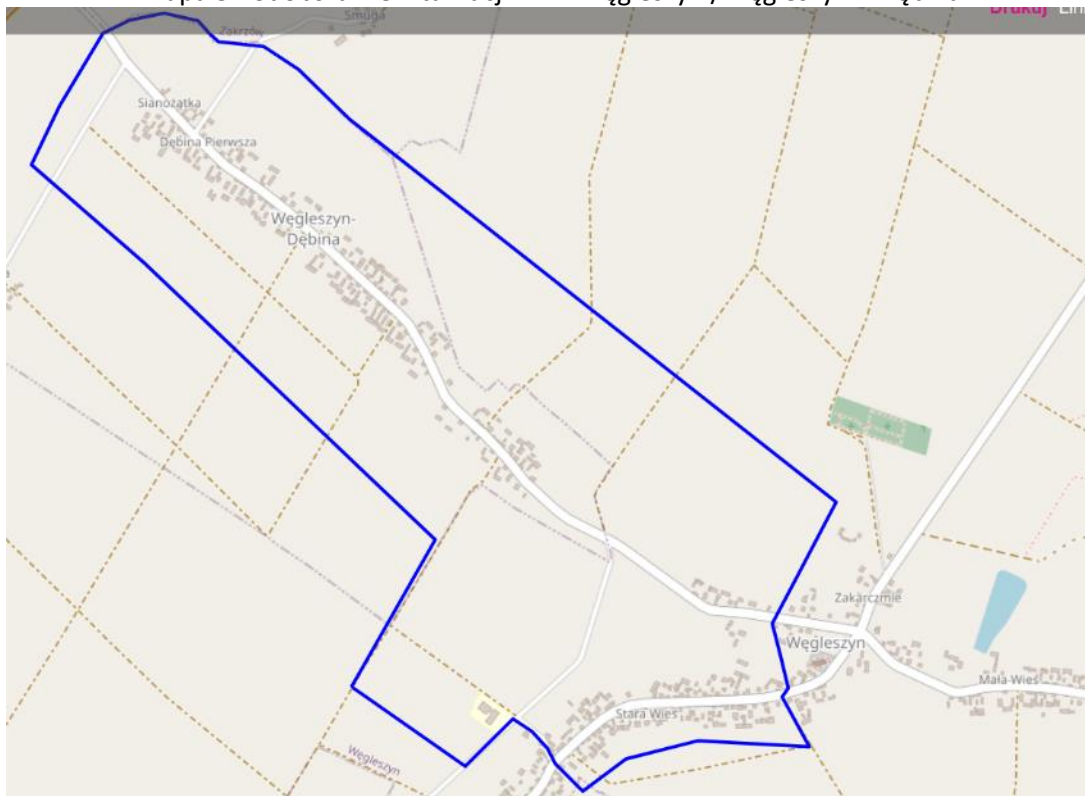 Drukuj
Smuga
Zakrzów
Sianożątka
Dębina Pierwsza
Węgleszyn-
Dębina
Zakarczmie
Węgleszyn
Mała Wieś
Stara Wieś
Węgleszyn